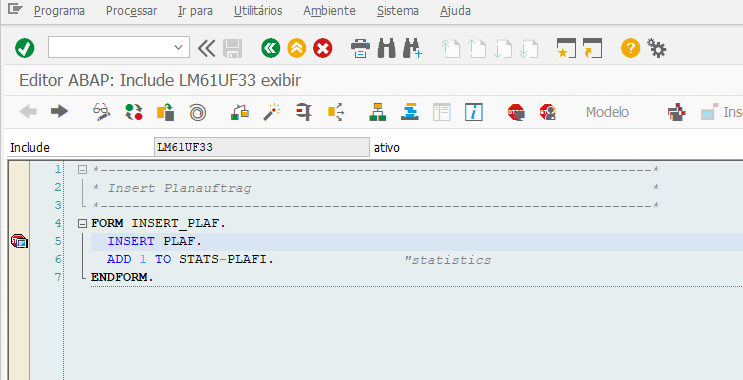 Programa Processar Ir para Utilitários Ambiente Sistema Ajuda
Editor ABAP: Include LM61UF33 exibir
Modelo
Include LM61UF33 ativo
1 *---------------------------------------------------------------------*
2 * Insert Planauftrag *
3 *---------------------------------------------------------------------*
4 FORM INSERT_PLAF.
5 INSERT PLAF.
6 ADD 1 TO STATS-PLAFI. "statistics
7 ENDFORM.